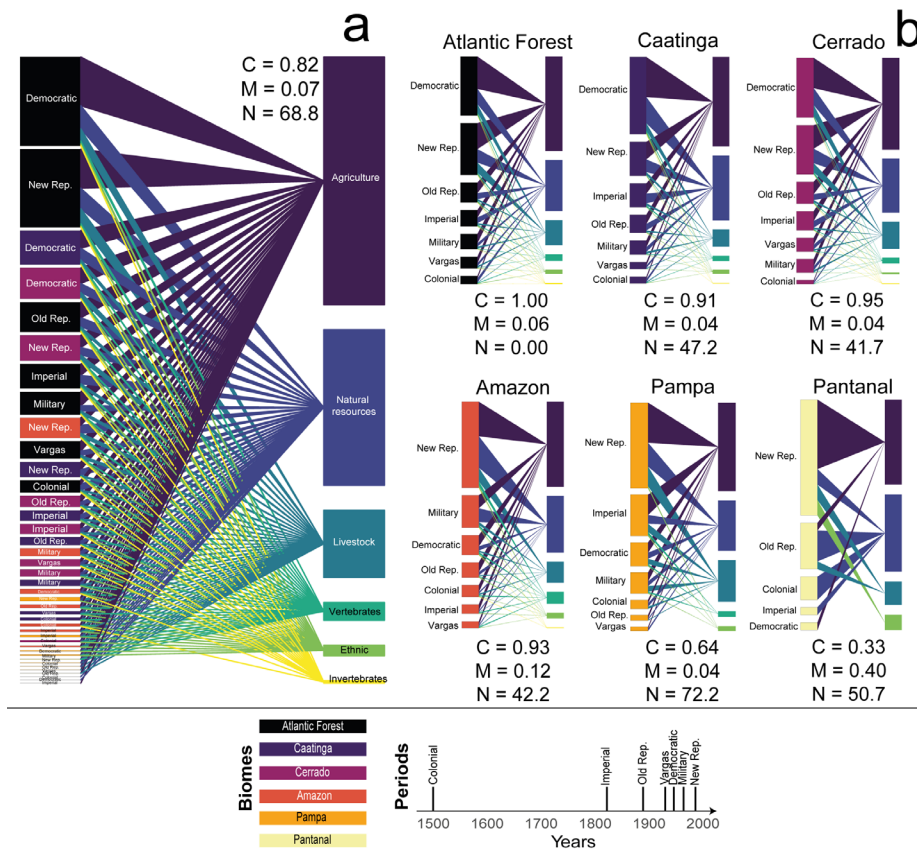 a
C = 0.82
M = 0.07
N = 68.8
Democratic
New Rep.
Democratic
Democratic
Old Rep.
New Rep.
Imperial
Military
New Rep.
Vargas
New Rep.
Colonial
Old Rep.
Imperial
Imperial
Old Rep.
Military
Vargas
Military
Military
Agriculture
Natural
resources
Livestock
Vertebrates
Ethnic
Invertebrates
b
Atlantic Forest
Democratic
New Rep.
Old Rep.
Imperial
Military
Vargas
Colonial
C = 1.00
M = 0.06
N = 0.00
Caatinga
Democratic
New Rep.
Imperial
Old Rep.
Military
Vargas
Colonial
C = 0.91
M = 0.04
N = 47.2
Cerrado
Democratic
New Rep.
Old Rep.
Imperial
Vargas
Military
Colonial
C = 0.95
M = 0.04
N = 41.7
Amazon
New Rep.
Military
Democratic
Old Rep.
Colonial
Imperial
Vargas
C = 0.93
M = 0.12
N = 42.2
Pampa
New Rep.
Imperial
Democratic
Military
Colonial
Old Rep.
Vargas
C = 0.64
M = 0.04
N = 72.2
Pantanal
New Rep.
Old Rep.
Colonial
Imperial
Democratic
C = 0.33
M = 0.40
N = 50.7
Biomes
Atlantic Forest
Caatinga
Cerrado
Amazon
Pampa
Pantanal
Periods
Colonial
Imperial
Old Rep.
Vargas
Democratic
Military
New Rep.
1500 1600 1700 1800 1900 2000
Years